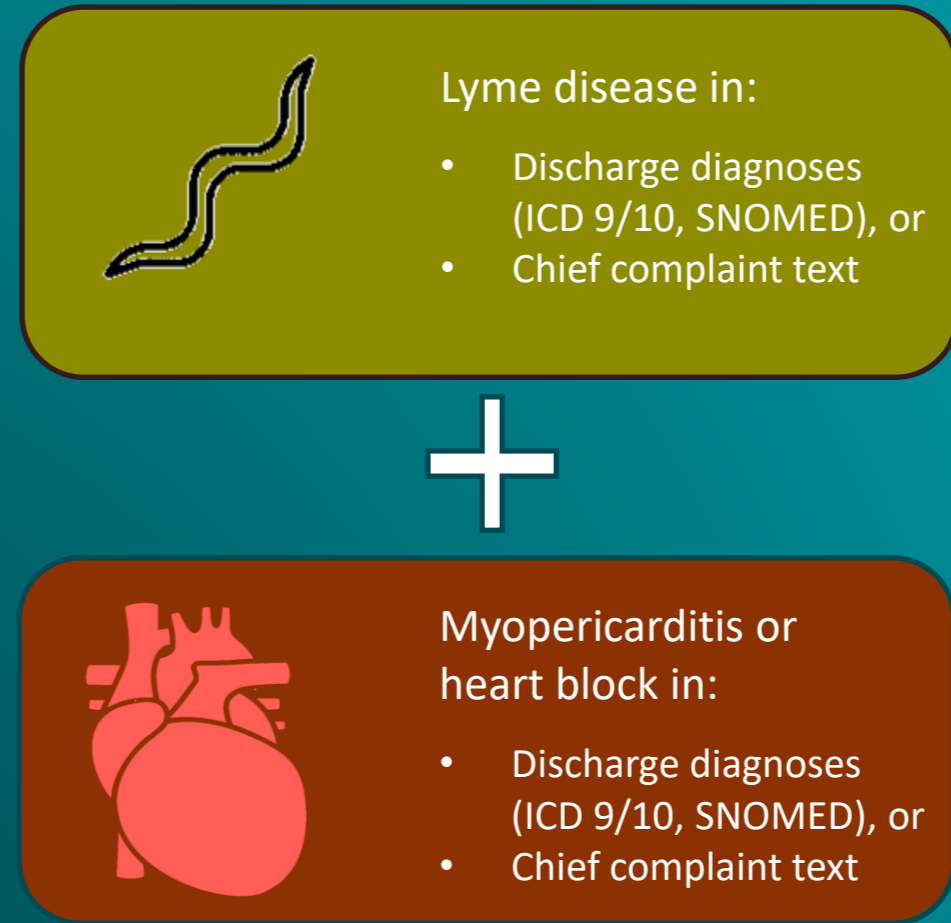 Lyme disease in:
• Discharge diagnoses
(ICD 9/10, SNOMED), or
• Chief complaint text
+
Myopericarditis or
heart block in:
• Discharge diagnoses
(ICD 9/10, SNOMED), or
• Chief complaint text